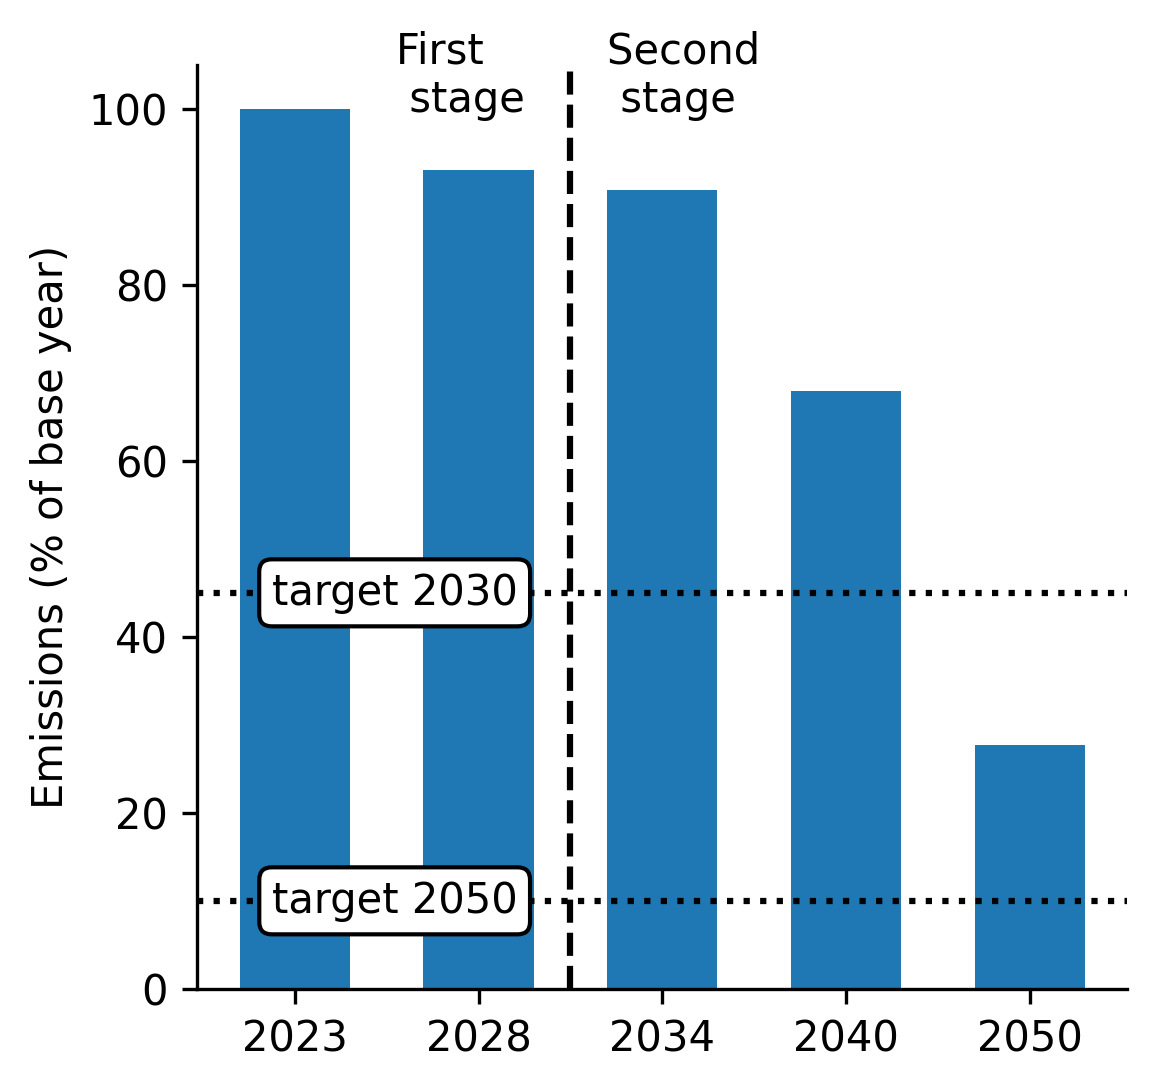 First
stage
Second
stage
Emissions (% of base year)
100
80
60
40
20
0
target 2030
target 2050
2023
2028
2034
2040
2050